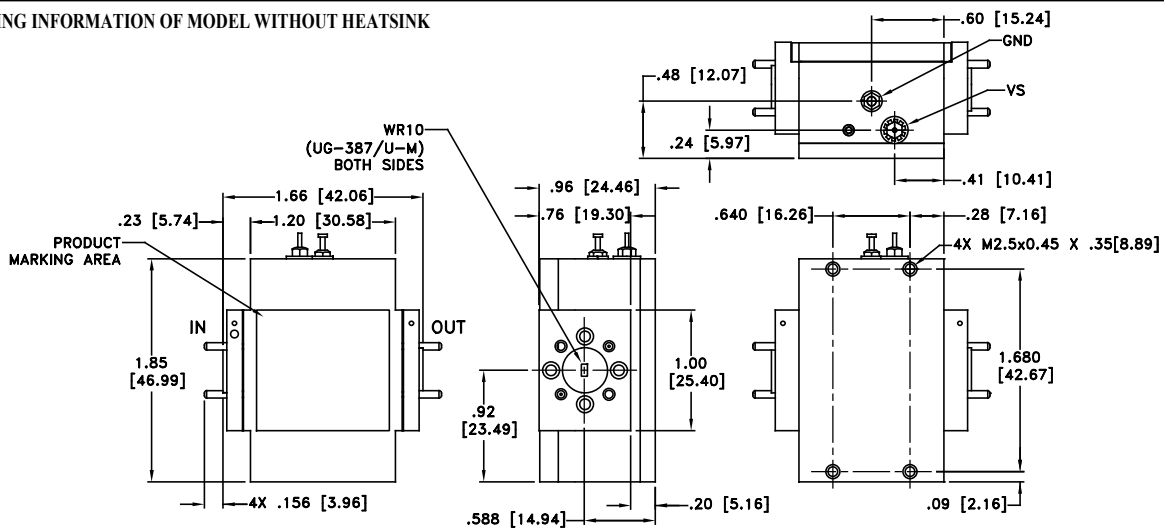 ING INFORMATION OF MODEL WITHOUT HEATSINK
.60 [15.24]
GND
.48 [12.07]
VS
.24 [5.97]
.41 [10.41]
WR10
(UG-387/U-M)
BOTH SIDES
1.66 [42.06]
.23 [5.74]
1.20 [30.58]
PRODUCT
MARKING AREA
.96 [24.46]
.76 [19.30]
.640 [16.26]
.28 [7.16]
4X M2.5x0.45 X .35[8.89]
IN
OUT
1.85
[46.99]
1.00
[25.40]
.92
[23.49]
1.680
[42.67]
4X .156 [3.96]
.20 [5.16]
.588 [14.94]
.09 [2.16]